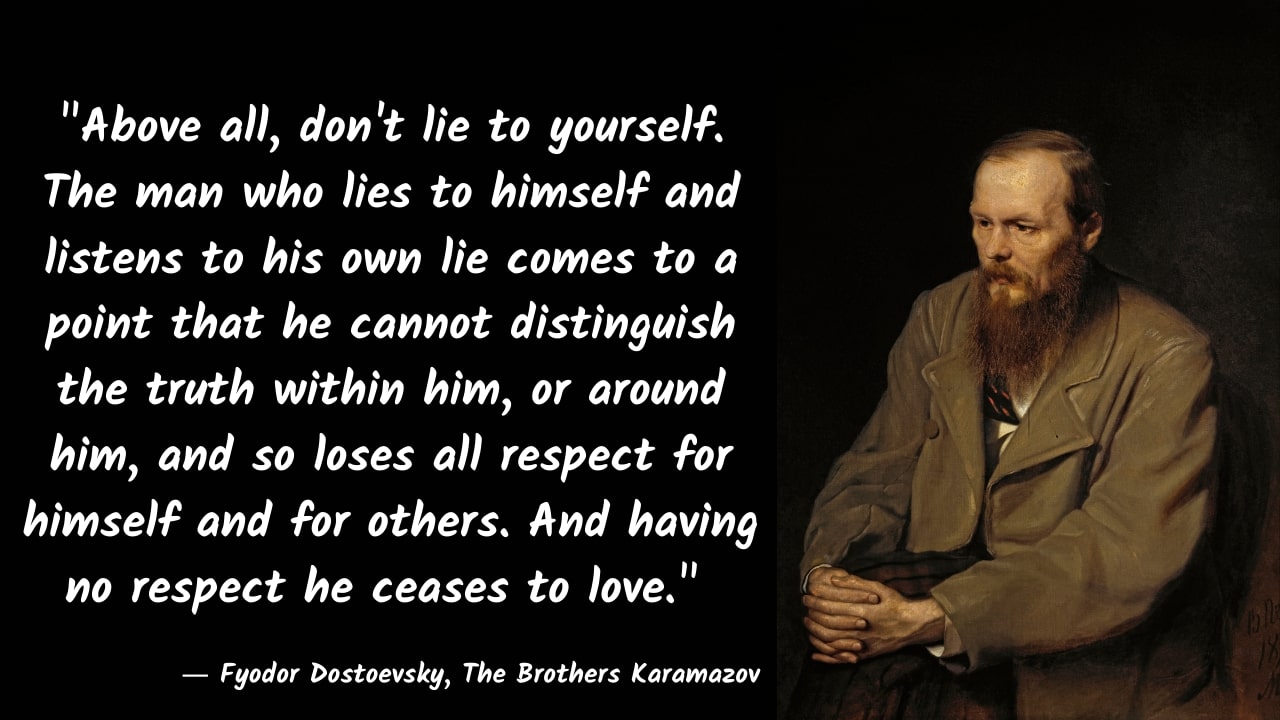 "Above all, don't lie to yourself.
The man who lies to himself and
listens to his own lie comes to a
point that he cannot distinguish
the truth within him, or around
him, and so loses all respect for
himself and for others. And having
no respect he ceases to love."
— Fyodor Dostoevsky, The Brothers Karamazov